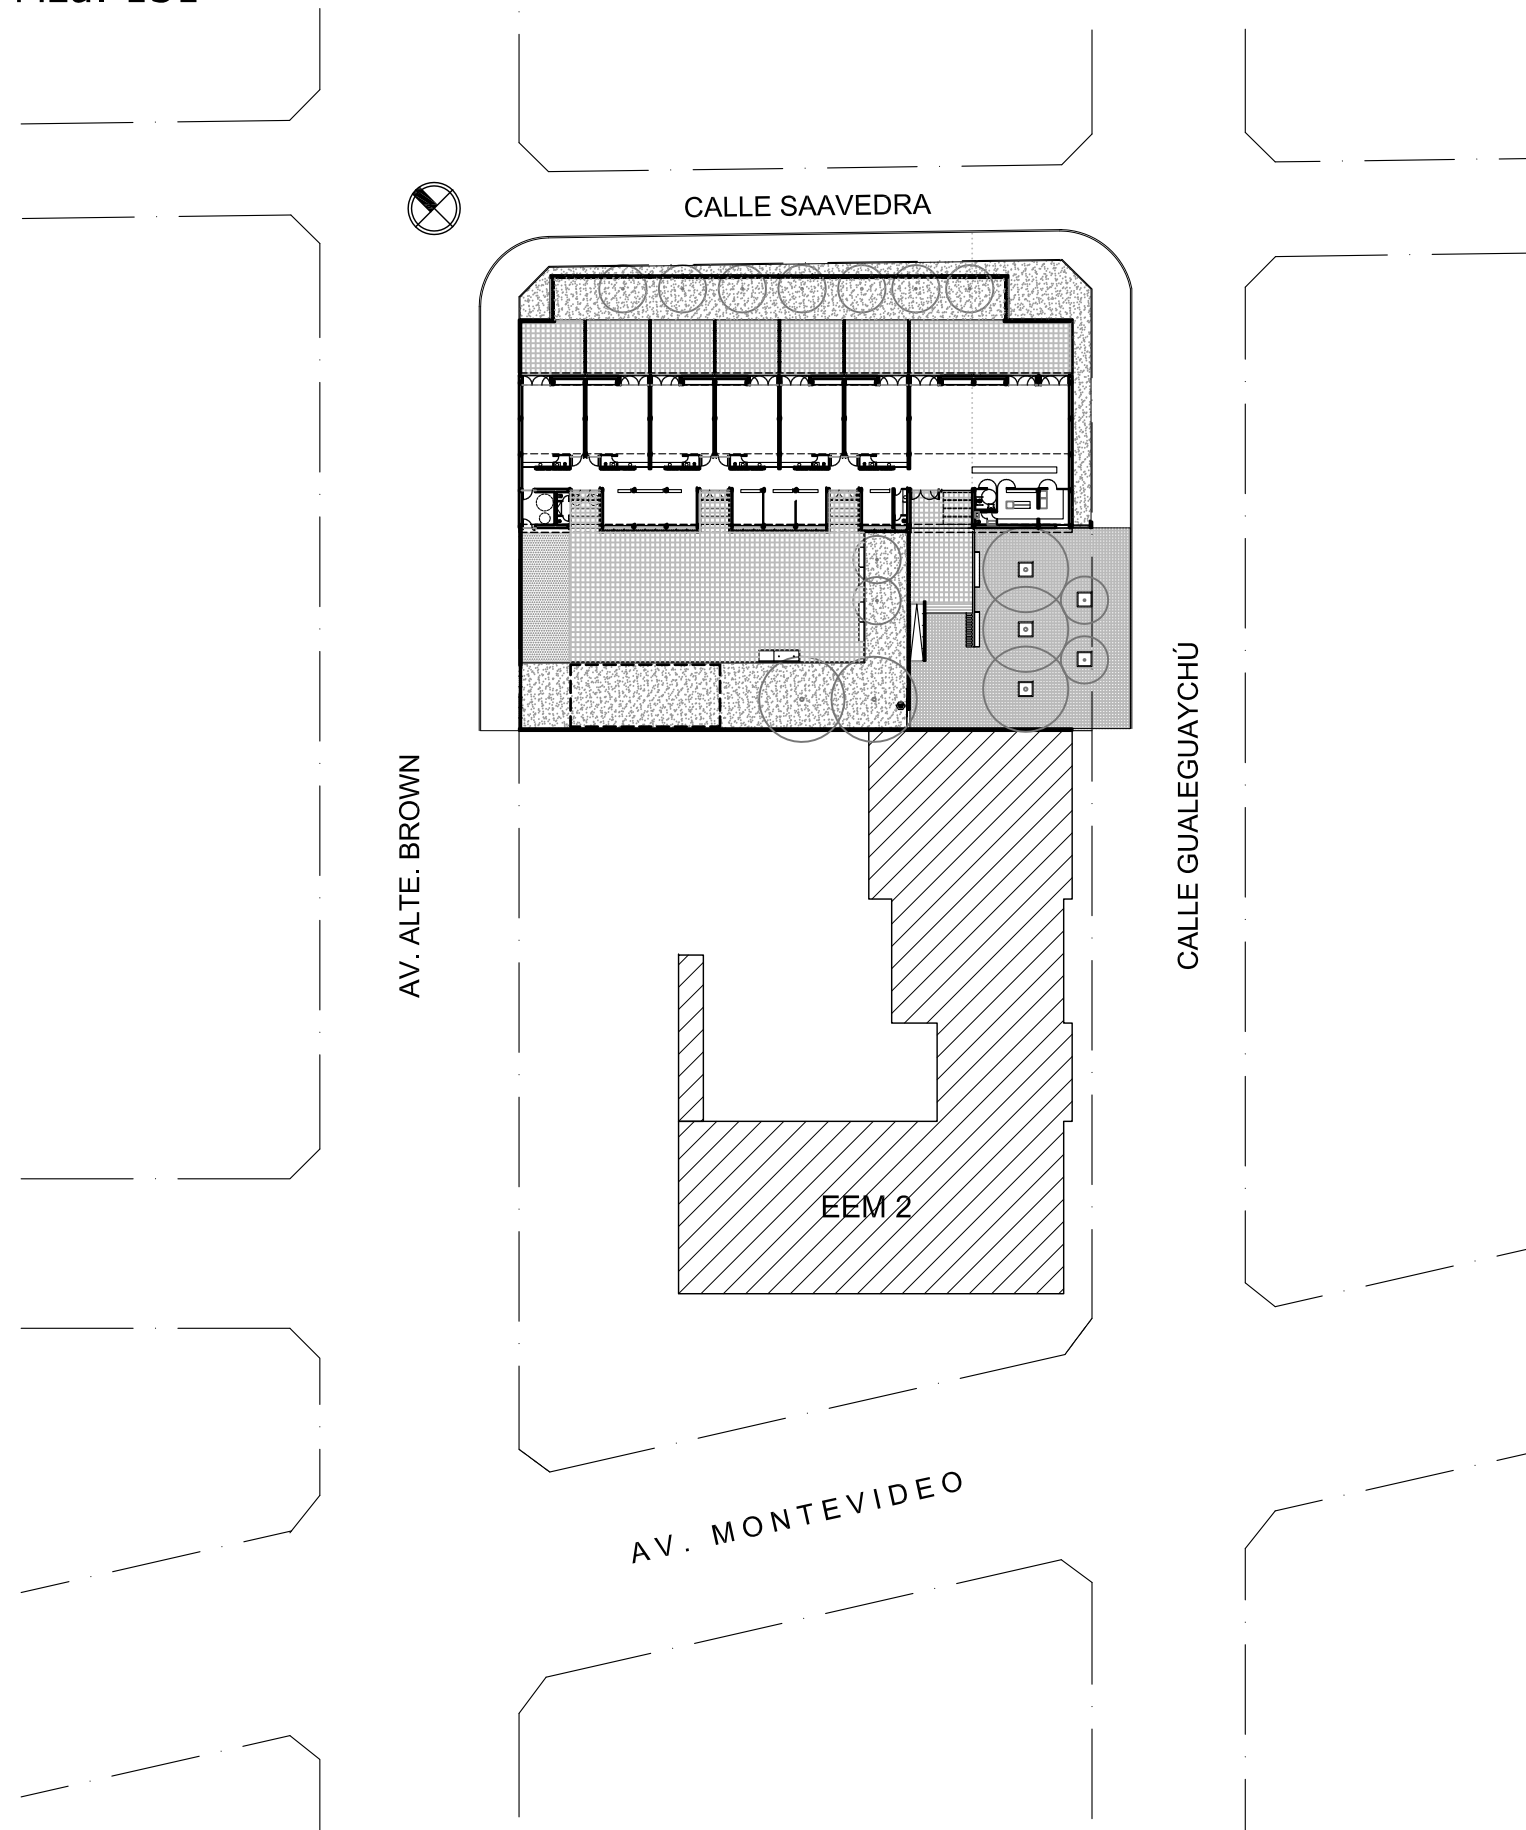 CALLE SAAVEDRA
AV. ALTE. BROWN
CALLE GUALEGUAYCHÚ
EEM 2
AV. MONTEVIDEO